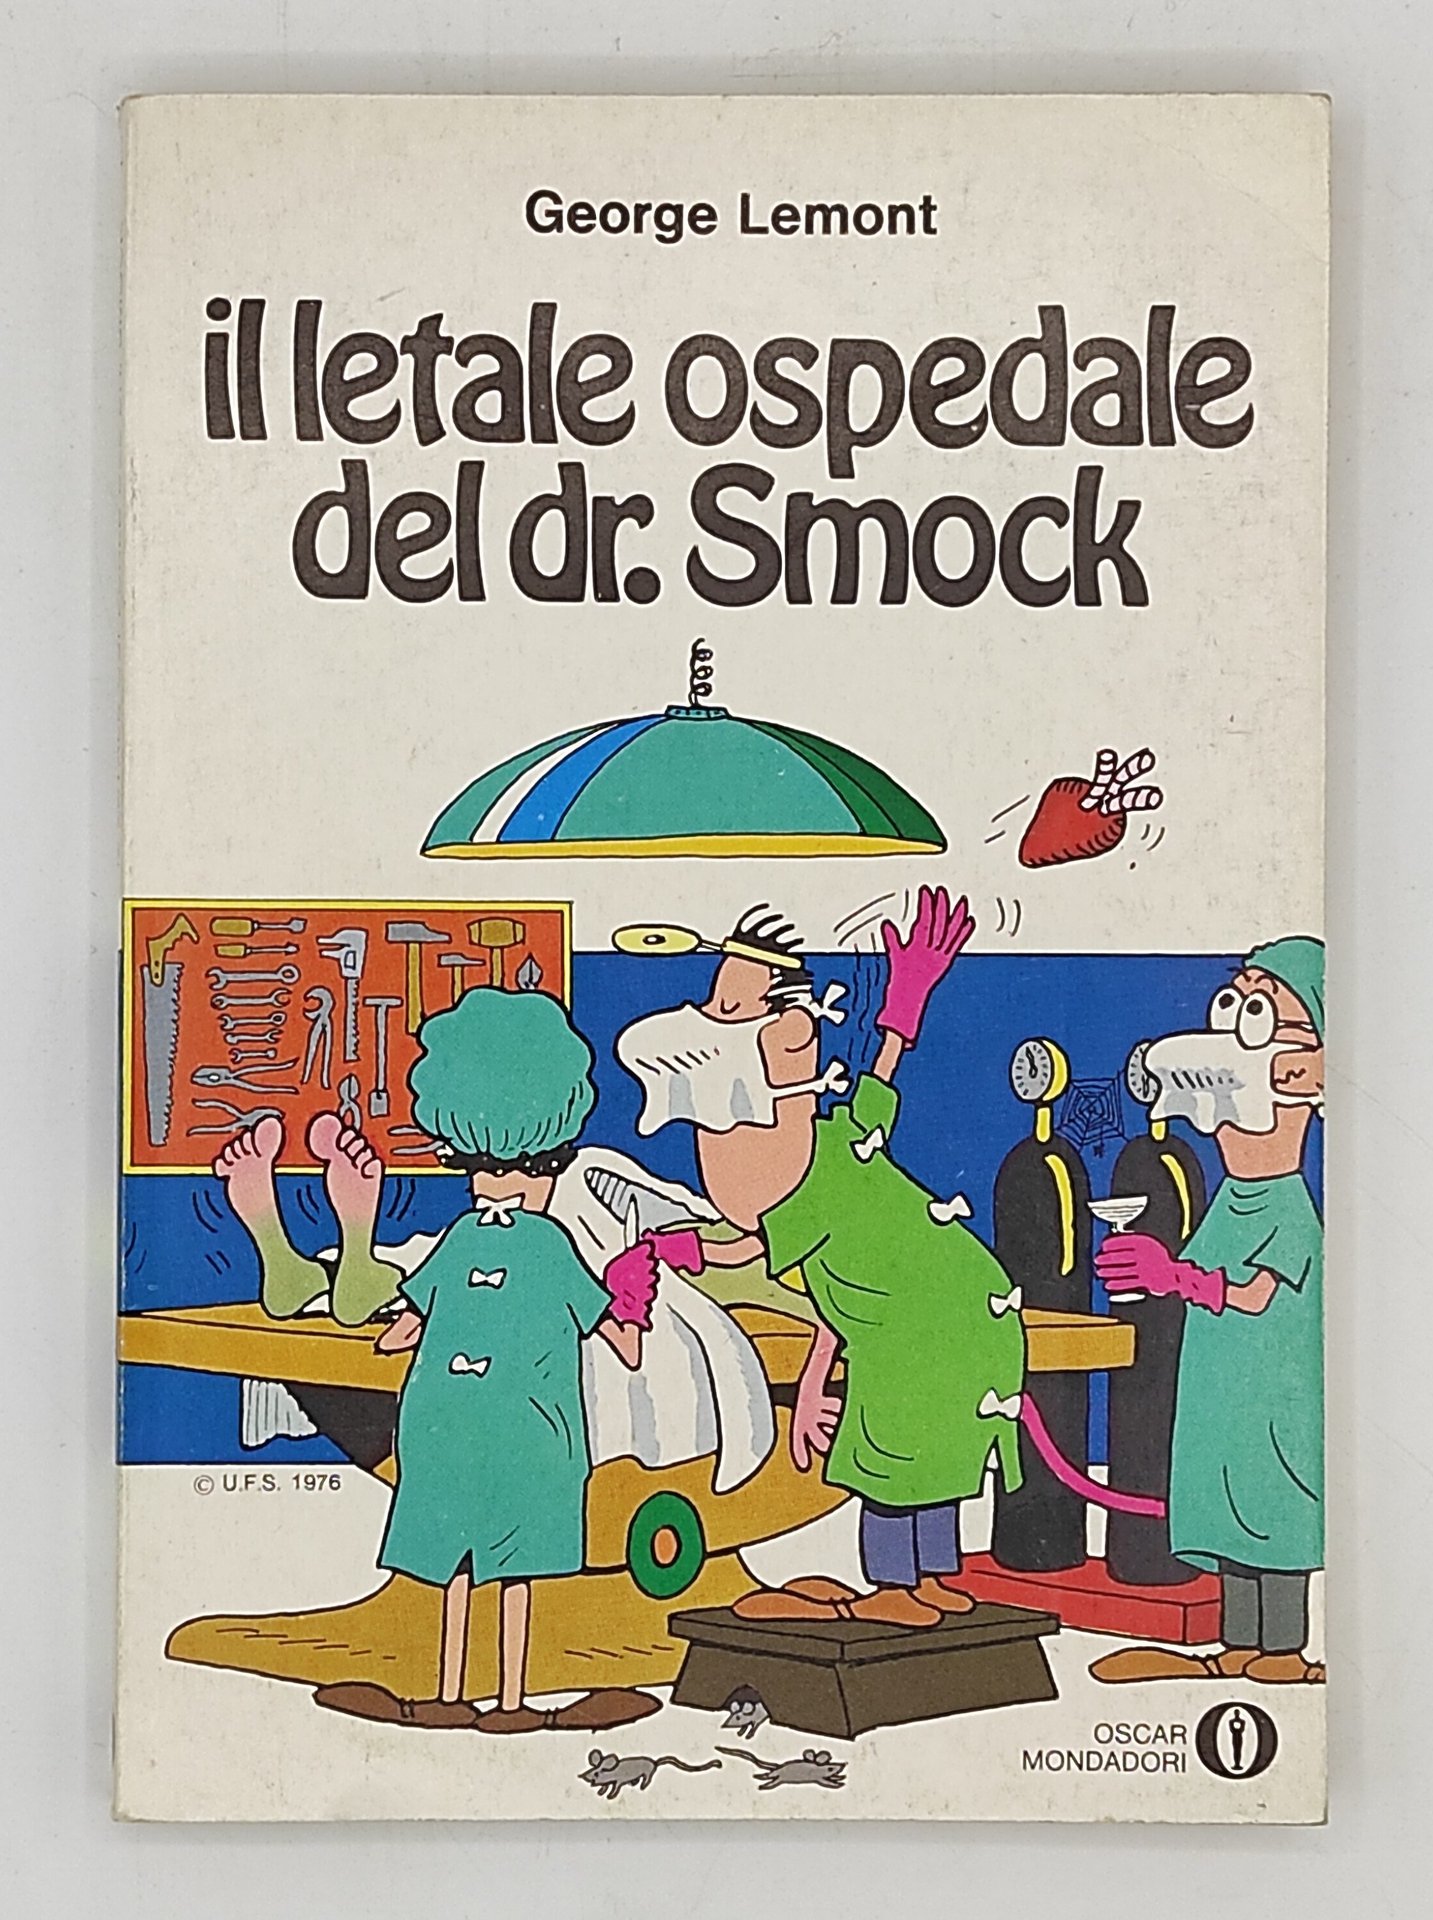 George Lemont
il letale ospedale
del dr. Smock
© U.F.S. 1976
OSCAR
MONDADORI